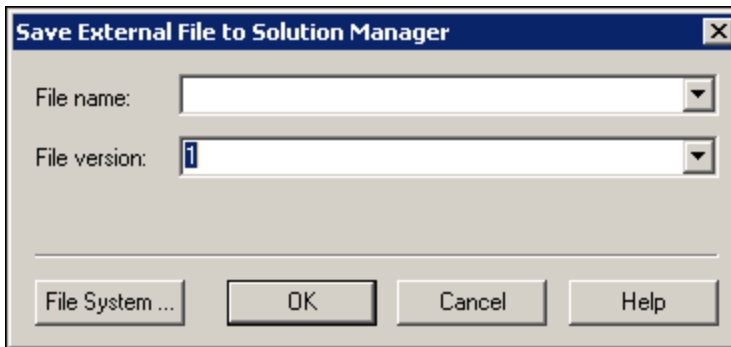 Save External File to Solution Manager
File name:
File version: 1
File System ... OK Cancel Help